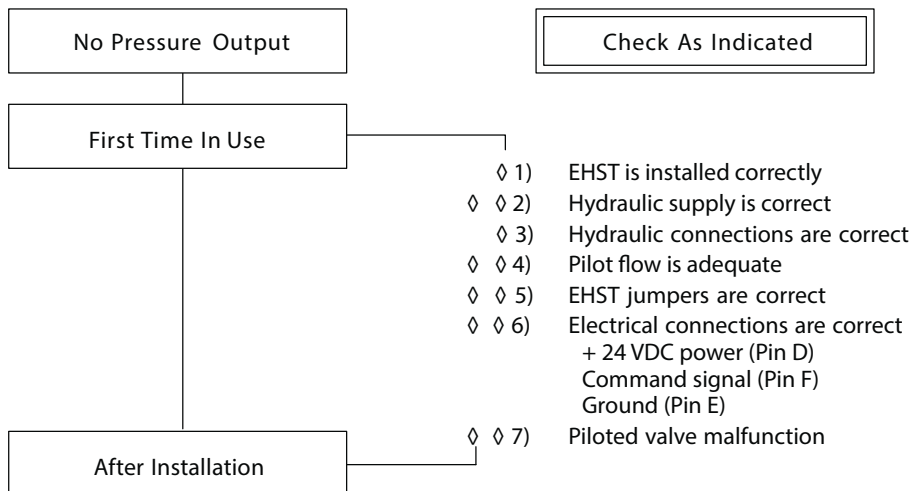 No Pressure Output
Check As Indicated
First Time In Use
◊ 1) EHST is installed correctly
◊ ◊ 2) Hydraulic supply is correct
◊ 3) Hydraulic connections are correct
◊ ◊ 4) Pilot flow is adequate
◊ ◊ 5) EHST jumpers are correct
◊ ◊ 6) Electrical connections are correct
+ 24 VDC power (Pin D)
Command signal (Pin F)
Ground (Pin E)
◊ ◊ 7) Piloted valve malfunction
After Installation